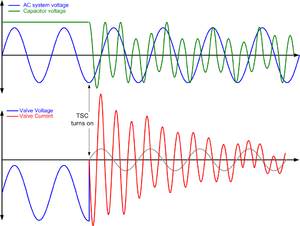 AC system voltage
Capacitor voltage
TSC
turns on
Valve Voltage
Valve Current